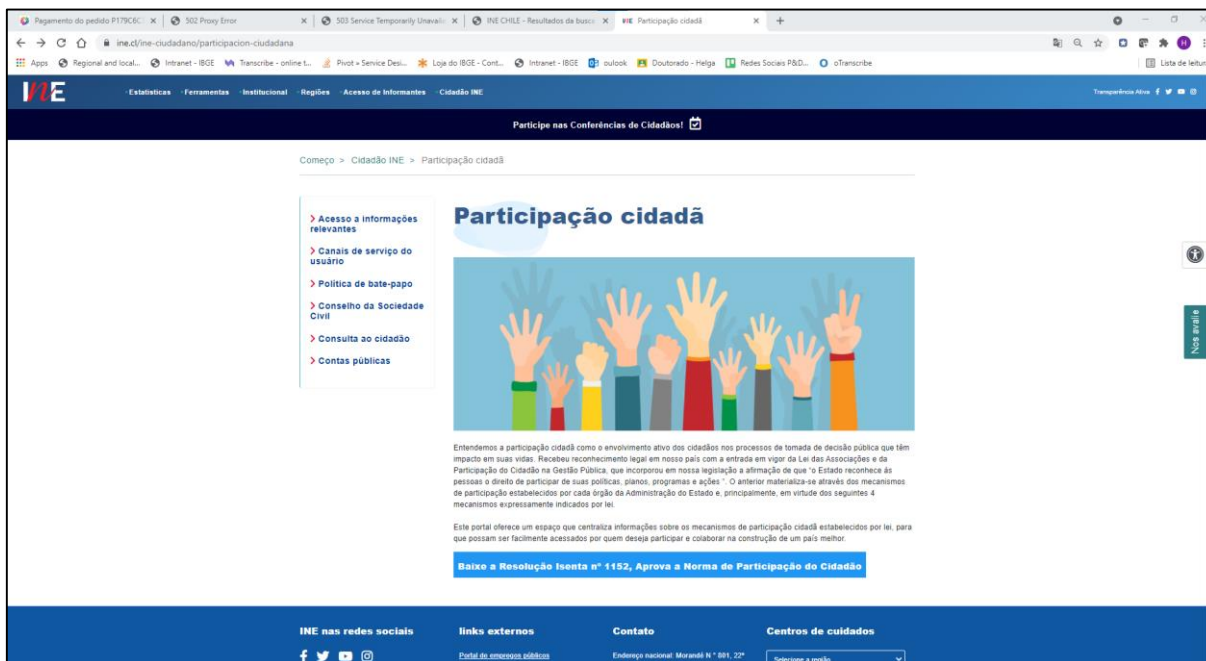 Pagamento do pedido P179C6C
502 Proxy Error
503 Service Temporarily Unavaila
INE CHILE - Resultados da busca
INE Participação cidadã
ine.cl/ine-ciudadano/participacion-ciudadana
H
Apps
Regional and local...
Intranet - IBGE
Transcribe - online t...
Pivot » Service Desi...
Loja do IBGE - Cont...
Intranet - IBGE
oulook
Doutorado - Helga
Redes Sociais P&D...
oTranscribe
Lista de leitur
INE
Estatisticas
Ferramentas
Institucional
Regiões
Acesso de Informantes
Cidadão INE
Transparência Ativa
Participe nas Conferências de Cidadãos!
Começo > Cidadão INE > Participação cidadã
Acesso a informações
relevantes
Canais de serviço do
usuário
Política de bate-papo
Conselho da Sociedade
Civil
Consulta ao cidadão
Contas públicas
Participação cidadã
Nos avalie
Entendemos a participação cidadã como o envolvimento ativo dos cidadãos nos processos de tomada de decisão pública que têm
impacto em suas vidas. Recebeu reconhecimento legal em nosso país com a entrada em vigor da Lei das Associações e da
Participação do Cidadão na Gestão Pública, que incorporou em nossa legislação a afirmação de que "o Estado reconhece às
pessoas o direito de participar de suas políticas, planos, programas e ações ". O anterior materializa-se através dos mecanismos
de participação estabelecidos por cada órgão da Administração do Estado e, principalmente, em virtude dos seguintes 4
mecanismos expressamente indicados por lei.
Este portal oferece um espaço que centraliza informações sobre os mecanismos de participação cidadã estabelecidos por lei, para
que possam ser facilmente acessados por quem deseja participar e colaborar na construção de um país melhor.
Baixe a Resolução Isenta nº 1152, Aprova a Norma de Participação do Cidadão
INE nas redes sociais
links externos
Portal de empregos públicos
Contato
Endereço nacional: Morandé N ° 801, 22°
Centros de cuidados
Selecione a região